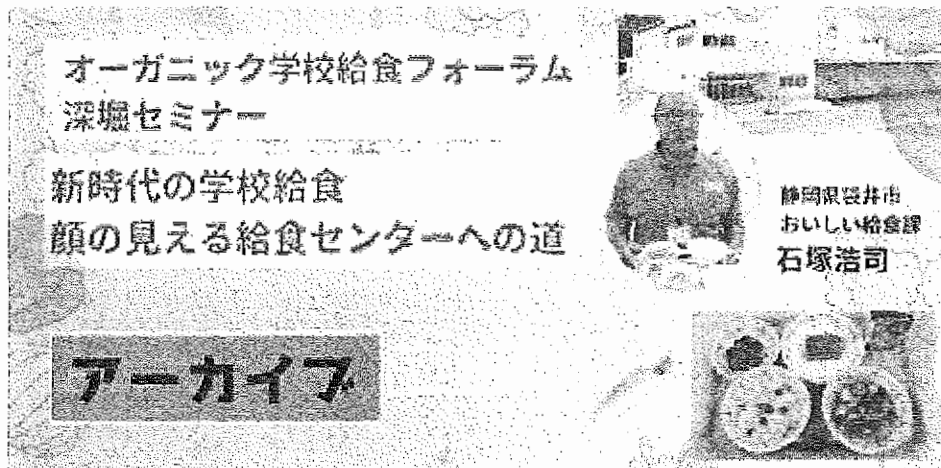 オーガニック学校給食フォーラム
深堀セミナー
新時代の学校給食
顔の見える給食センターへの道
静岡県袋井市
おいしい給食課
石塚浩司
アーカイブ